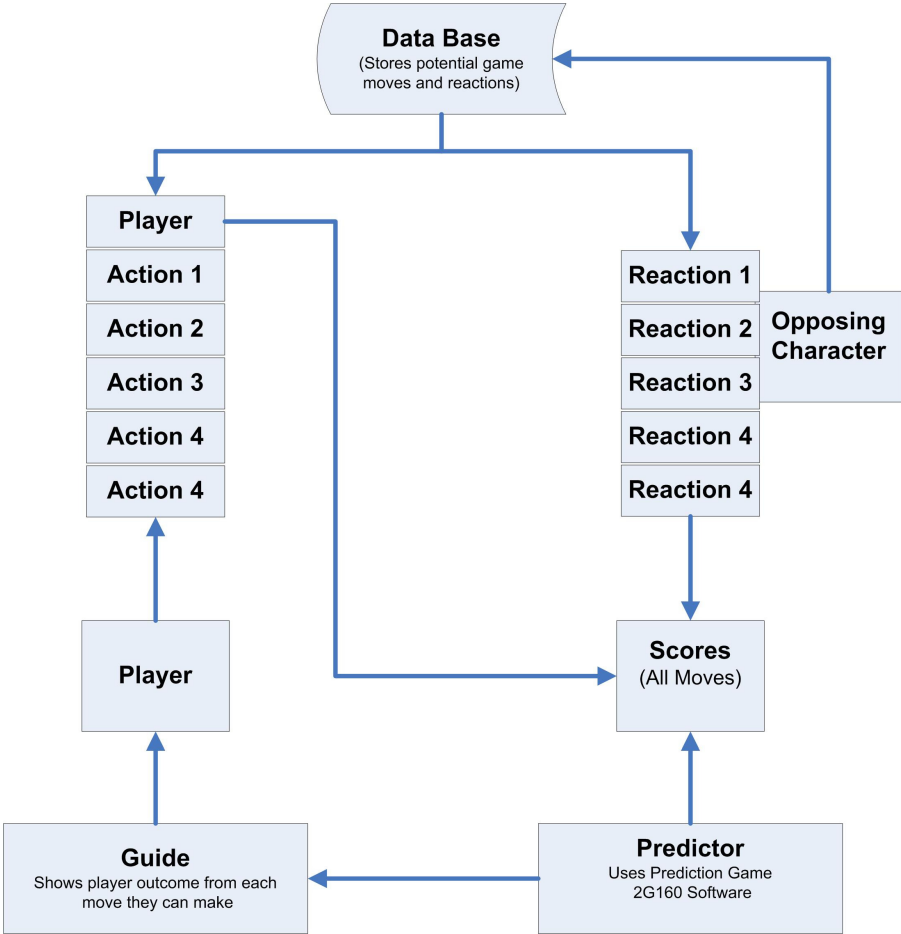 Data Base
(Stores potential game
moves and reactions)
Player
Action 1
Action 2
Action 3
Action 4
Action 4
Reaction 1
Reaction 2
Reaction 3
Reaction 4
Reaction 4
Opposing
Character
Player
Scores
(All Moves)
Guide
Shows player outcome from each
move they can make
Predictor
Uses Prediction Game
2G160 Software